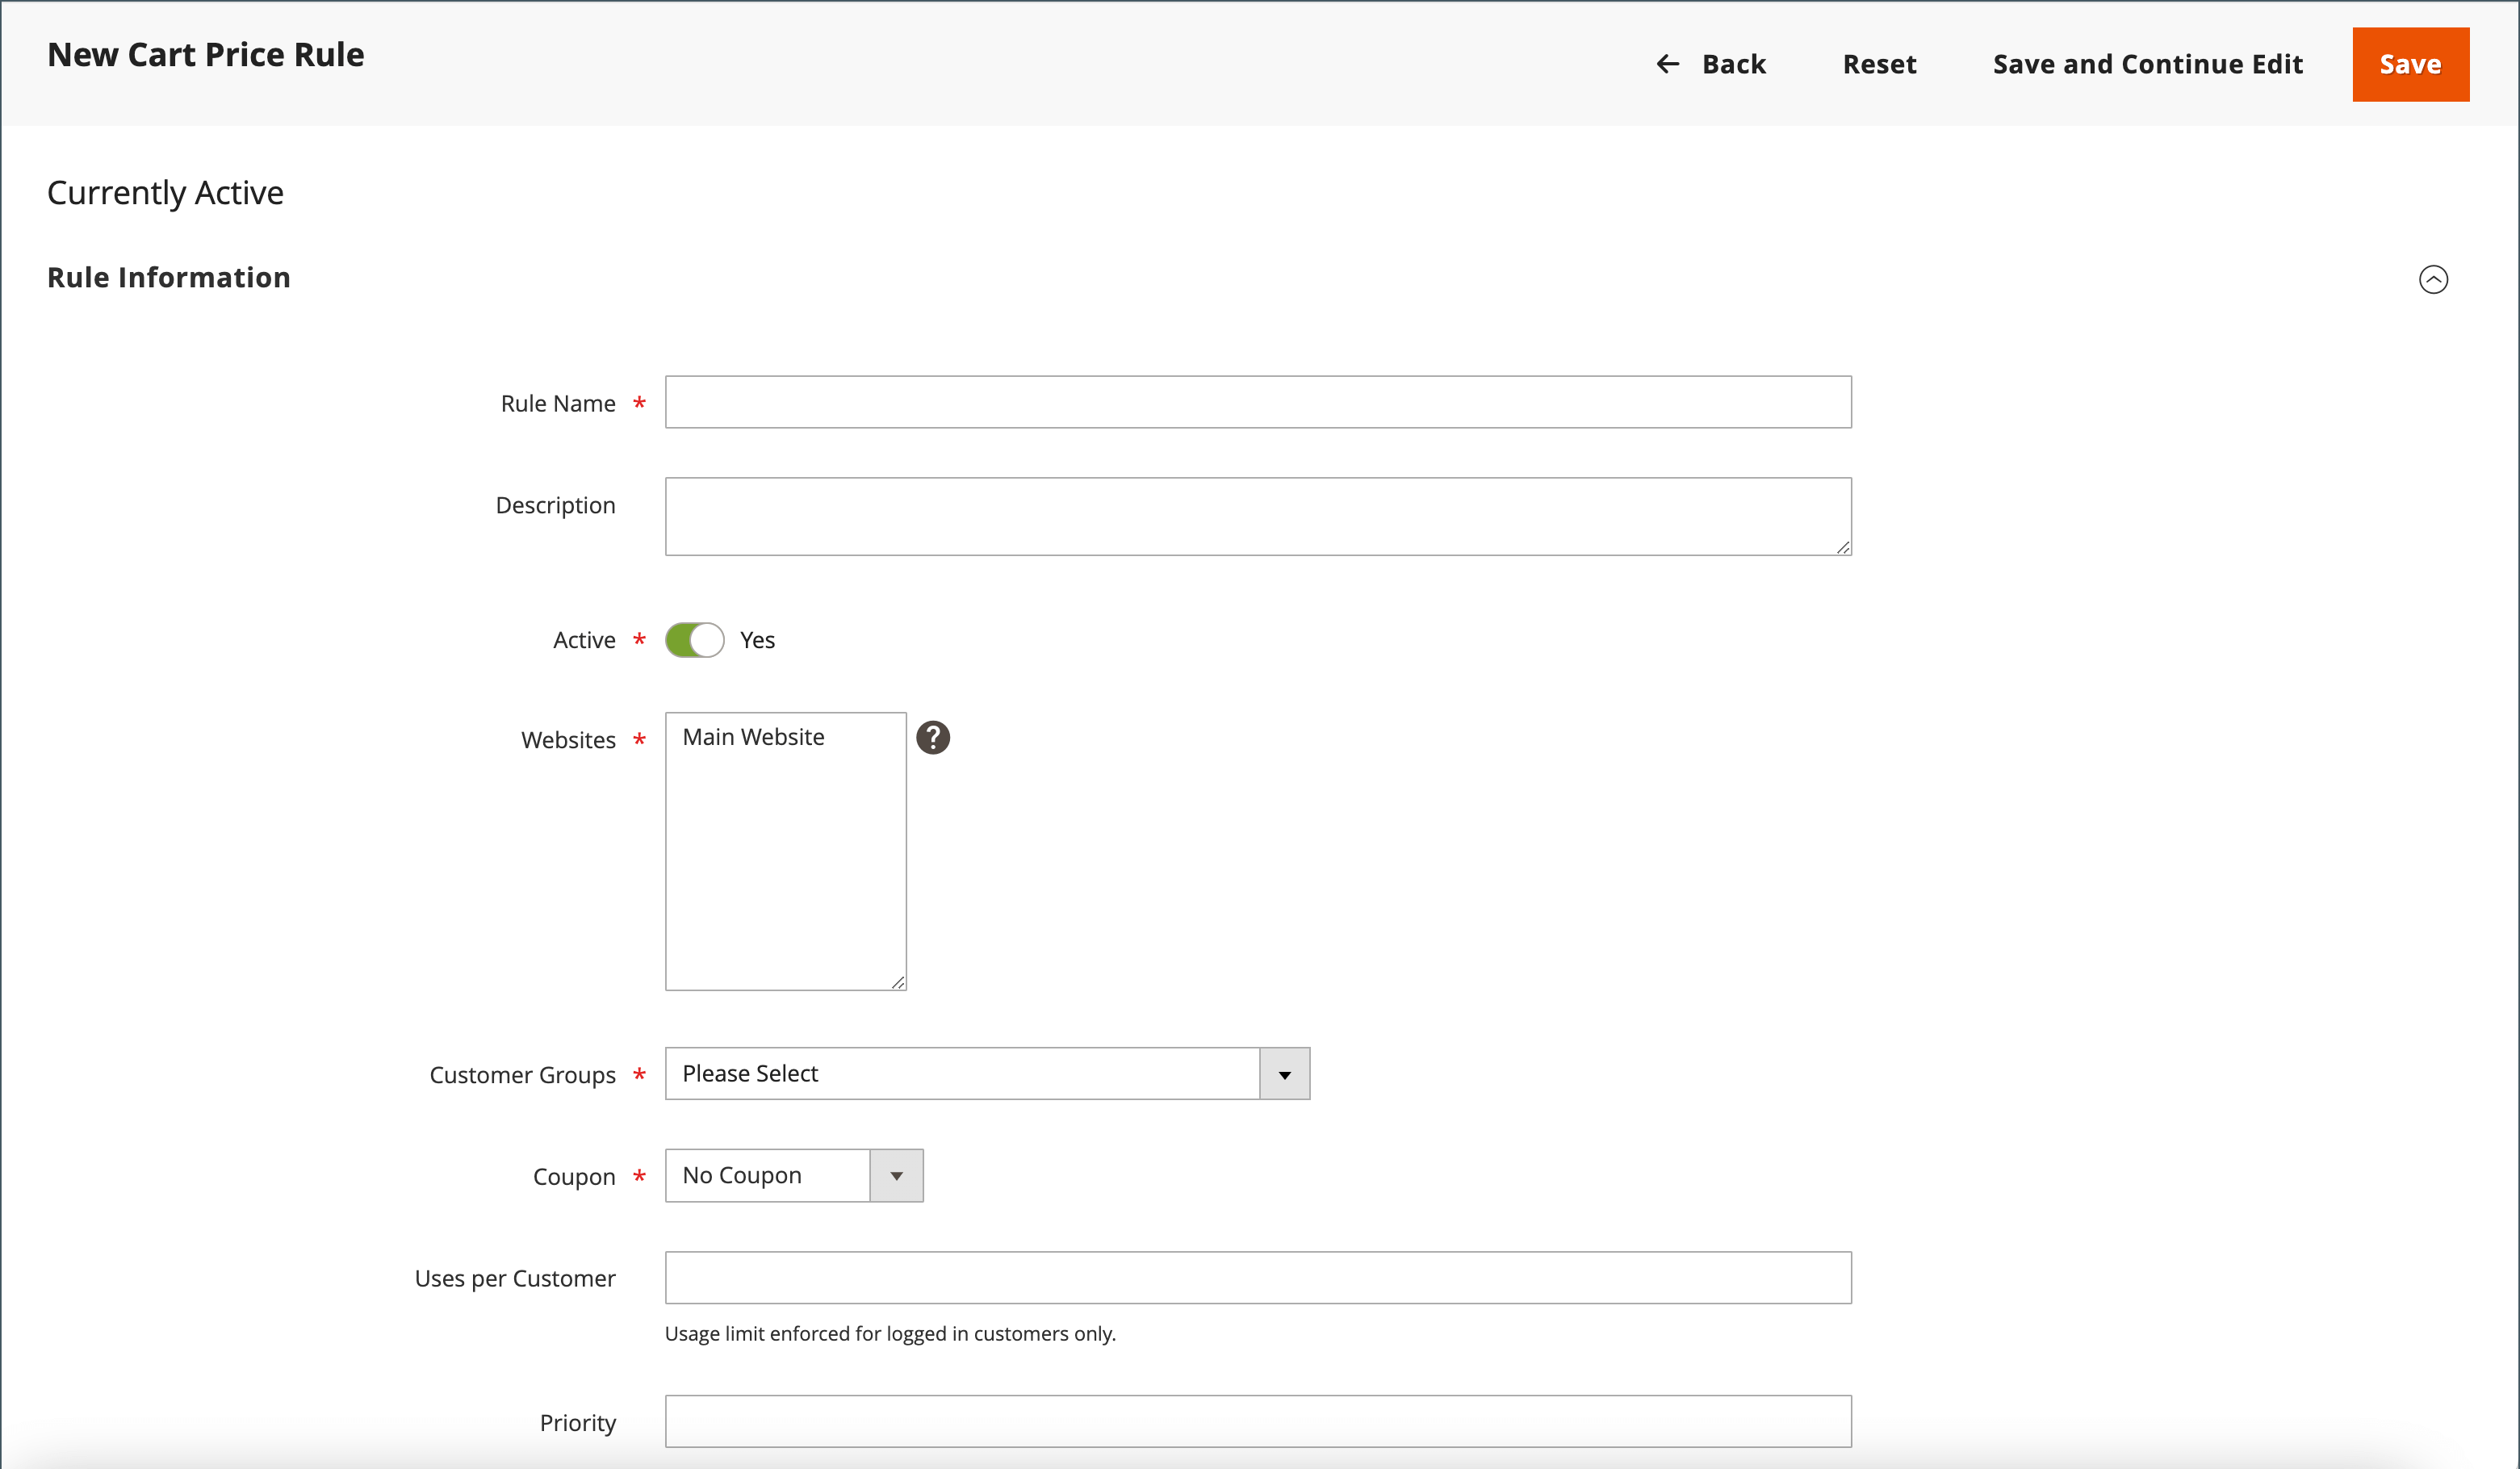 New Cart Price Rule
← Back Reset Save and Continue Edit Save
Currently Active
Rule Information
Rule Name *
Description
Active * Yes
Websites * Main Website ?
Customer Groups * Please Select
Coupon * No Coupon
Uses per Customer
Usage limit enforced for logged in customers only.
Priority